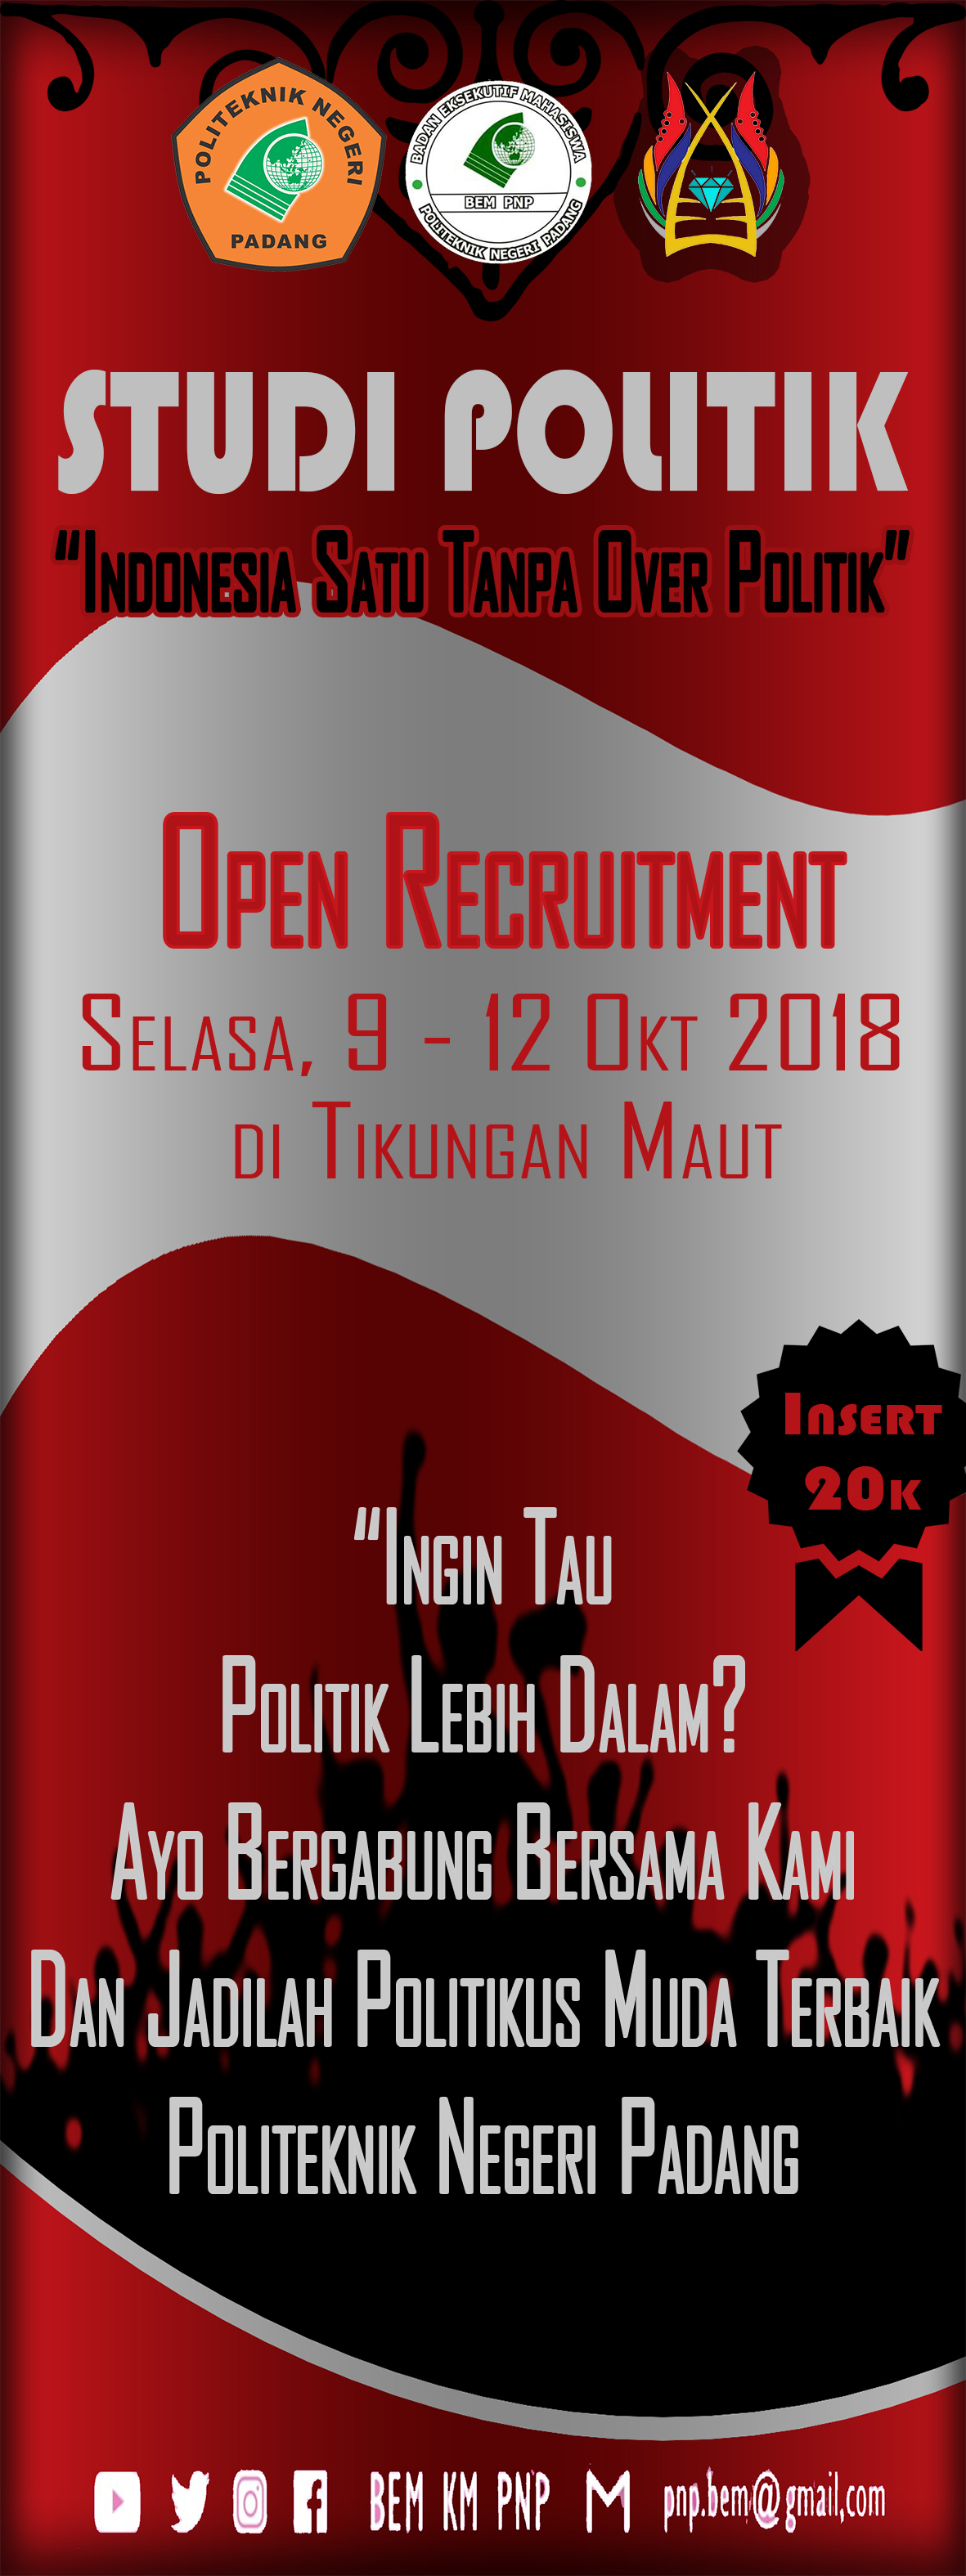 POLITEKNIK NEGERI
PADANG
BADAN EKSEKUTIF MAHASISWA
BEM PNP
POLITEKNIK NEGERI PADANG
STUDI POLITIK
“INDONESIA SATU TANPA OVER POLITIK”
OPEN RECRUITMENT
SELASA, 9 - 12 OKT 2018
DI TIKUNGAN MAUT
INSERT
20K
“INGIN TAU
POLITIK LEBIH DALAM?
AYO BERGABUNG BERSAMA KAMI
DAN JADILAH POLITIKUS MUDA TERBAIK
POLITEKNIK NEGERI PADANG
BEM KM PNP pnp.bem@gmail,com